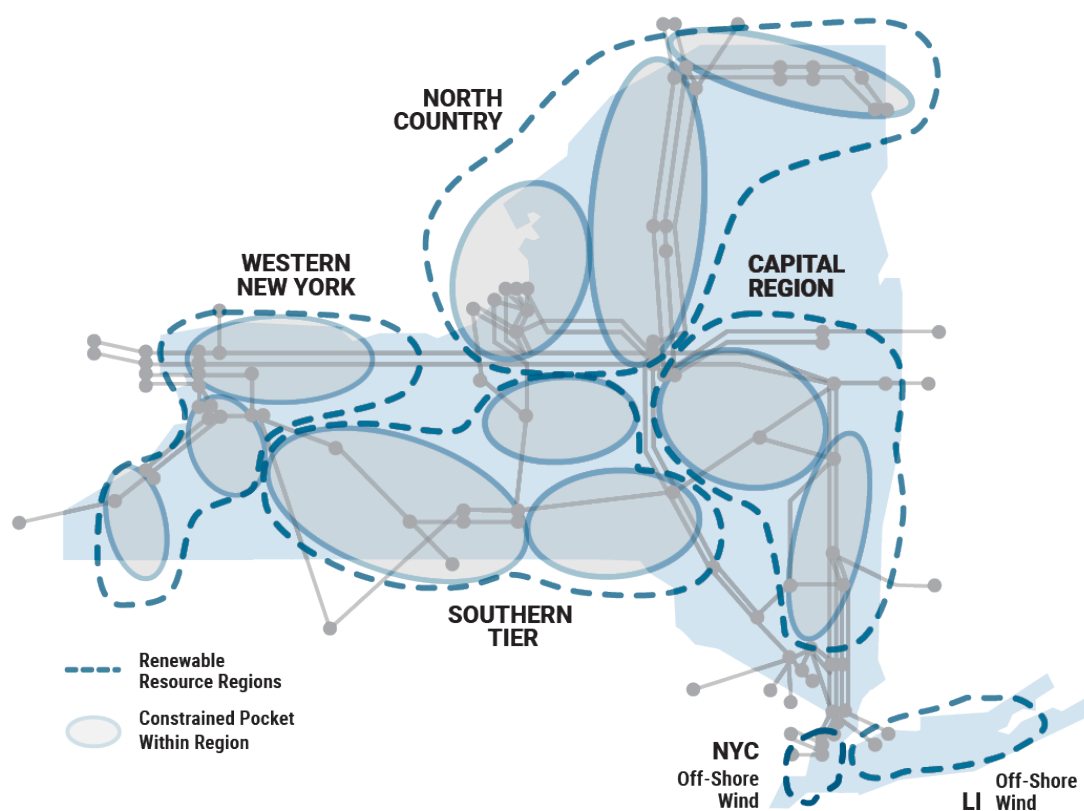 NORTH
COUNTRY
WESTERN
NEW YORK
CAPITAL
REGION
SOUTHERN
TIER
Renewable
Resource Regions
Constrained Pocket
Within Region
NYC
Off-Shore
Wind
LI Off-Shore
Wind